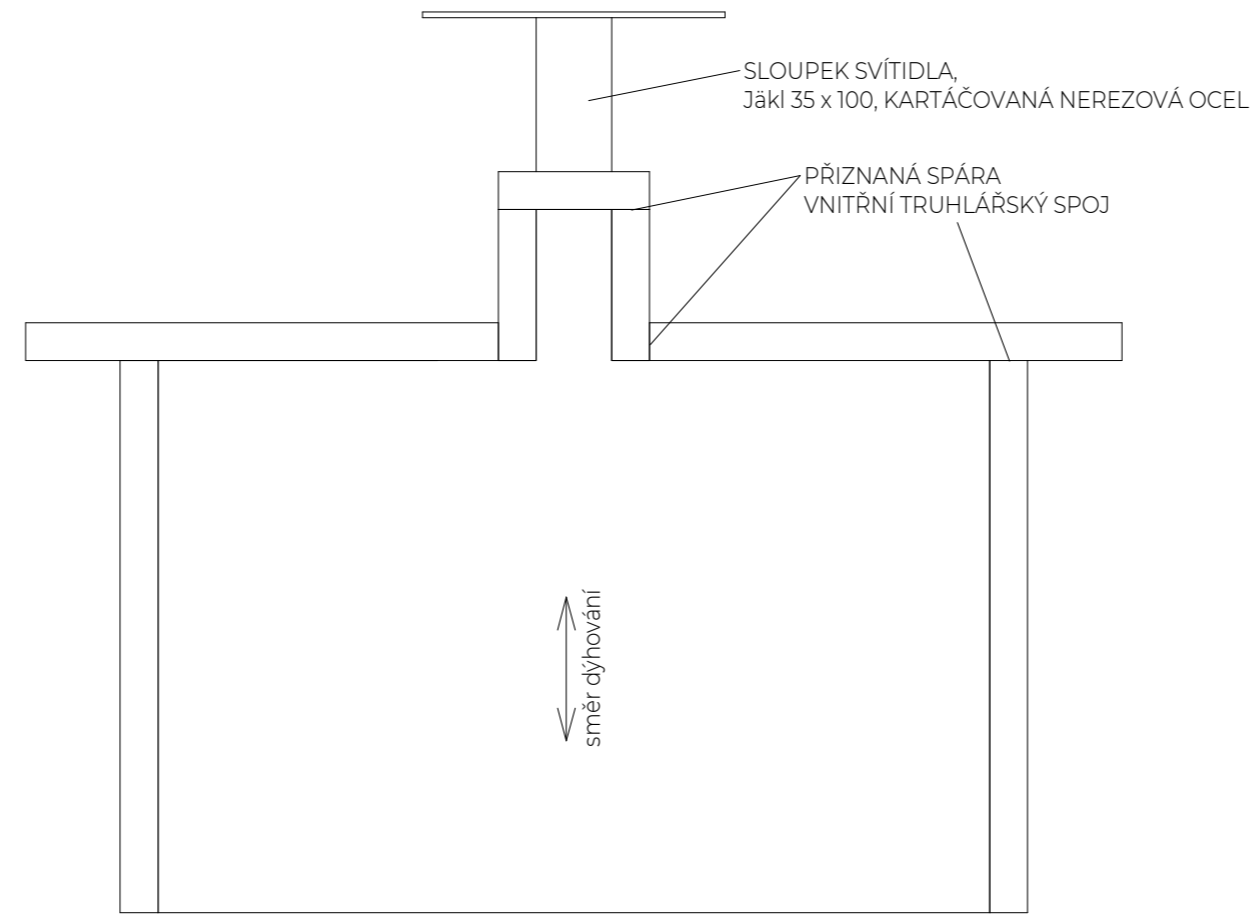 SLOUPEK SVÍTIDLA,
Jäkl 35 x 100, KARTÁČOVANÁ NEREZOVÁ OCEL
PŘIZNANÁ SPÁRA
VNITŘNÍ TRUHLÁŘSKÝ SPOJ
směr dýhování